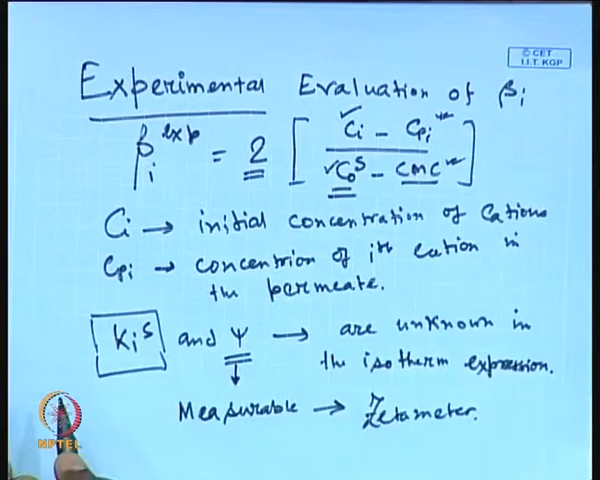 © CET
I.I.T. KGP
Experimental Evaluation of βi
βi^exp = 2 [ (Ci - Cpi) / (C0^S - CMC) ]
Ci → initial concentration of cations
Cpi → concentrion of ith cation in
the permeate.
Ki^S and Ψ → are unknown in
the isotherm expression.
Measurable → Zetameter.
NPTEL